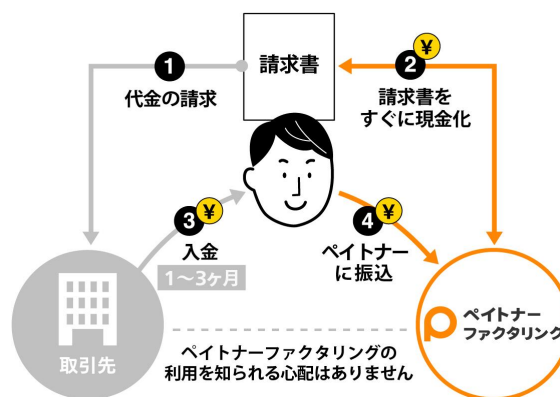 請求書
1
代金の請求
2
¥
請求書を
すぐに現金化
3
¥
入金
1〜3ヶ月
4
¥
ペイトナー
に振込
取引先
ペイトナー
ファクタリング
ペイトナーファクタリングの
利用を知られる心配はありません